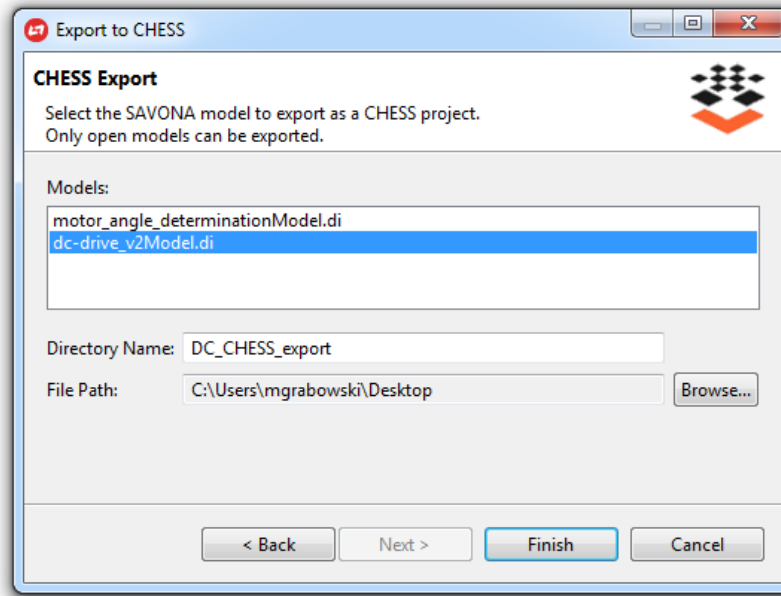 Export to CHESS
CHESS Export
Select the SAVONA model to export as a CHESS project.
Only open models can be exported.
Models:
motor_angle_determinationModel.di
dc-drive_v2Model.di
Directory Name: DC_CHESS_export
File Path: C:\Users\mgrabowski\Desktop Browse...
< Back Next > Finish Cancel